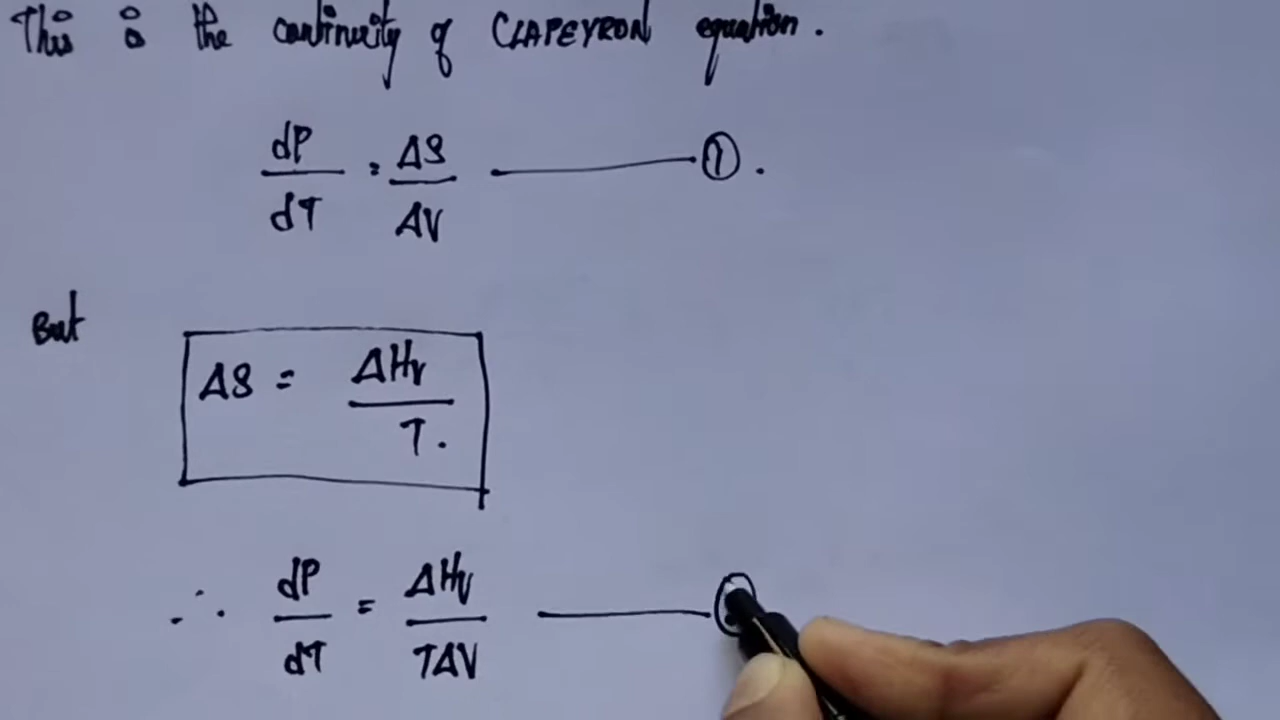 This is the continuity of CLAPEYRON equation.
dP/dT = ΔS/ΔV ——— ①.
But
ΔS = ΔHv/T.
∴ dP/dT = ΔHv/TΔV ———